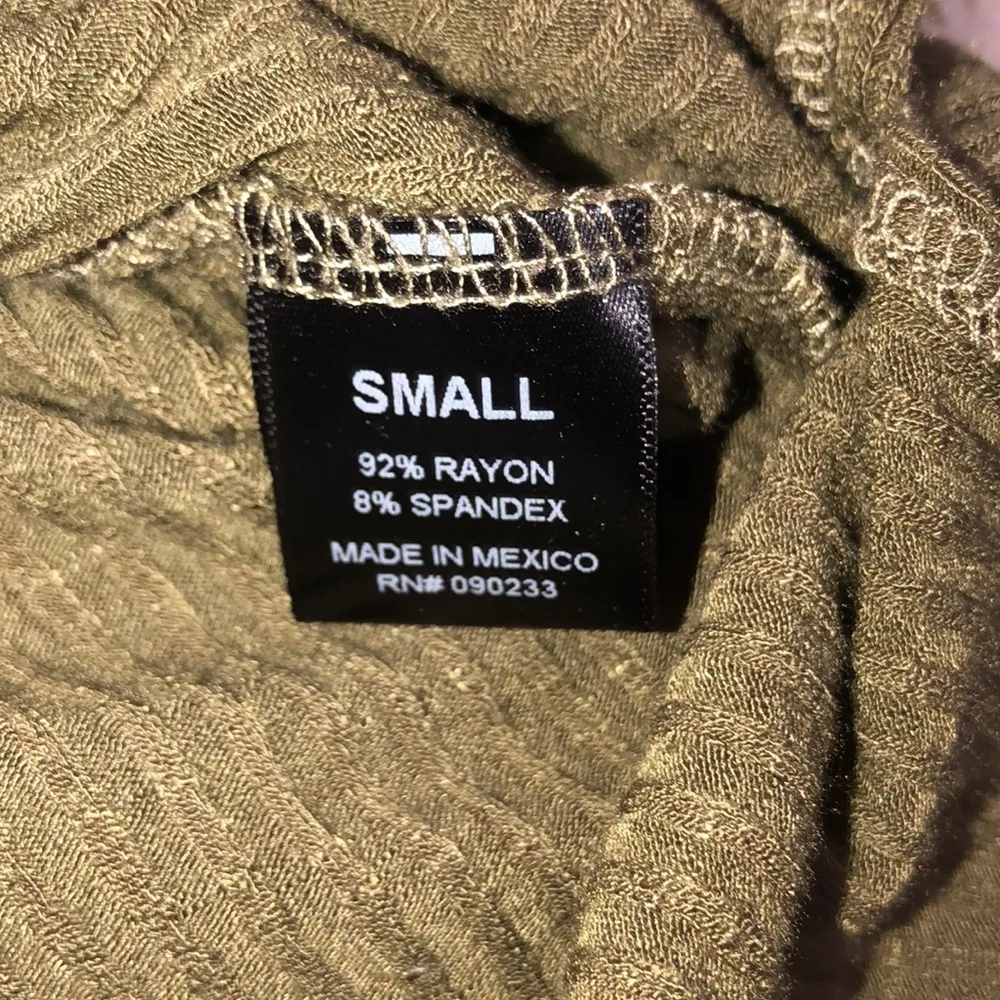 SMALL
92% RAYON
8% SPANDEX
MADE IN MEXICO
RN# 090233